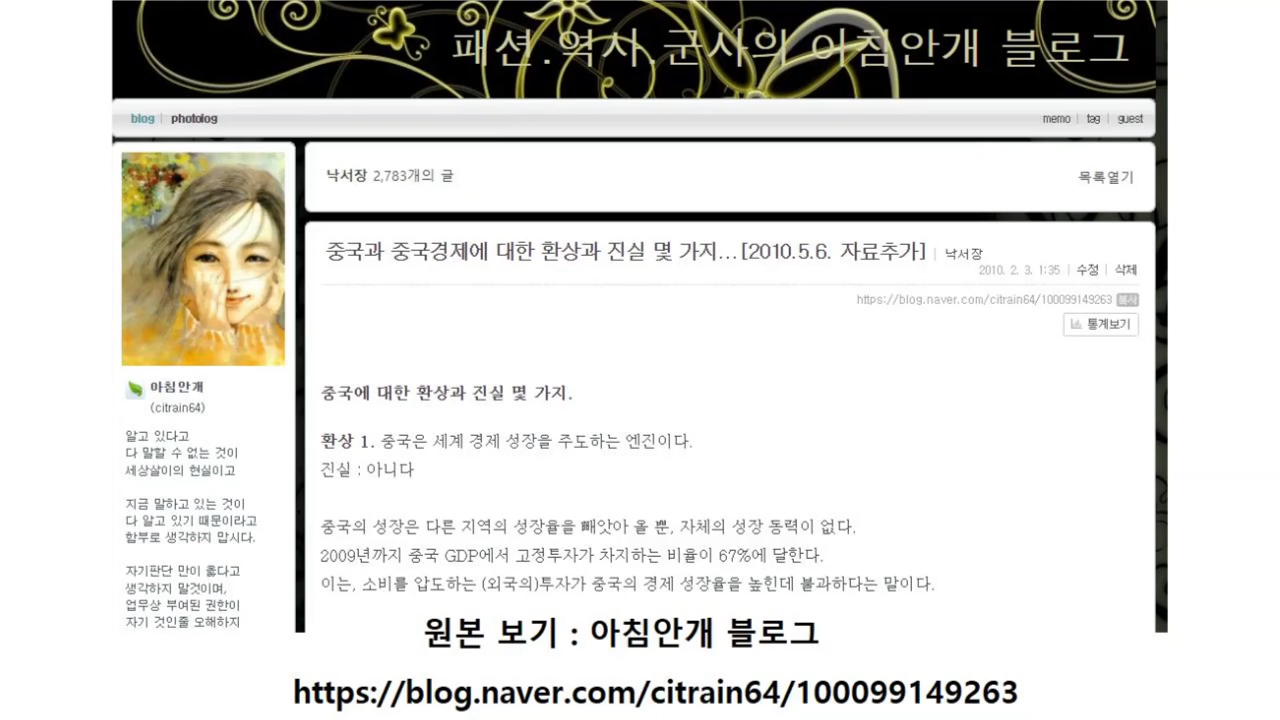 패션.역사.군사의 아침안개 블로그
blog | photolog
memo | tag | guest
낙서장 2,783개의 글
목록열기
중국과 중국경제에 대한 환상과 진실 몇 가지...[2010.5.6. 자료추가] | 낙서장
2010. 2. 3. 1:35 | 수정 | 삭제
https://blog.naver.com/citrain64/100099149263 복사
통계보기
아침안개
(citrain64)
알고 있다고
다 말할 수 없는 것이
세상살이의 현실이고
지금 말하고 있는 것이
다 알고 있기 때문이라고
함부로 생각하지 맙시다.
자기판단 만이 옳다고
생각하지 말것이며,
업무상 부여된 권한이
자기 것인줄 오해하지
중국에 대한 환상과 진실 몇 가지.
환상 1. 중국은 세계 경제 성장을 주도하는 엔진이다.
진실 : 아니다
중국의 성장은 다른 지역의 성장율을 빼앗아 올 뿐, 자체의 성장 동력이 없다.
2009년까지 중국 GDP에서 고정투자가 차지하는 비율이 67%에 달한다.
이는, 소비를 압도하는 (외국의)투자가 중국의 경제 성장율을 높힌데 불과하다는 말이다.
원본 보기 : 아침안개 블로그
https://blog.naver.com/citrain64/100099149263